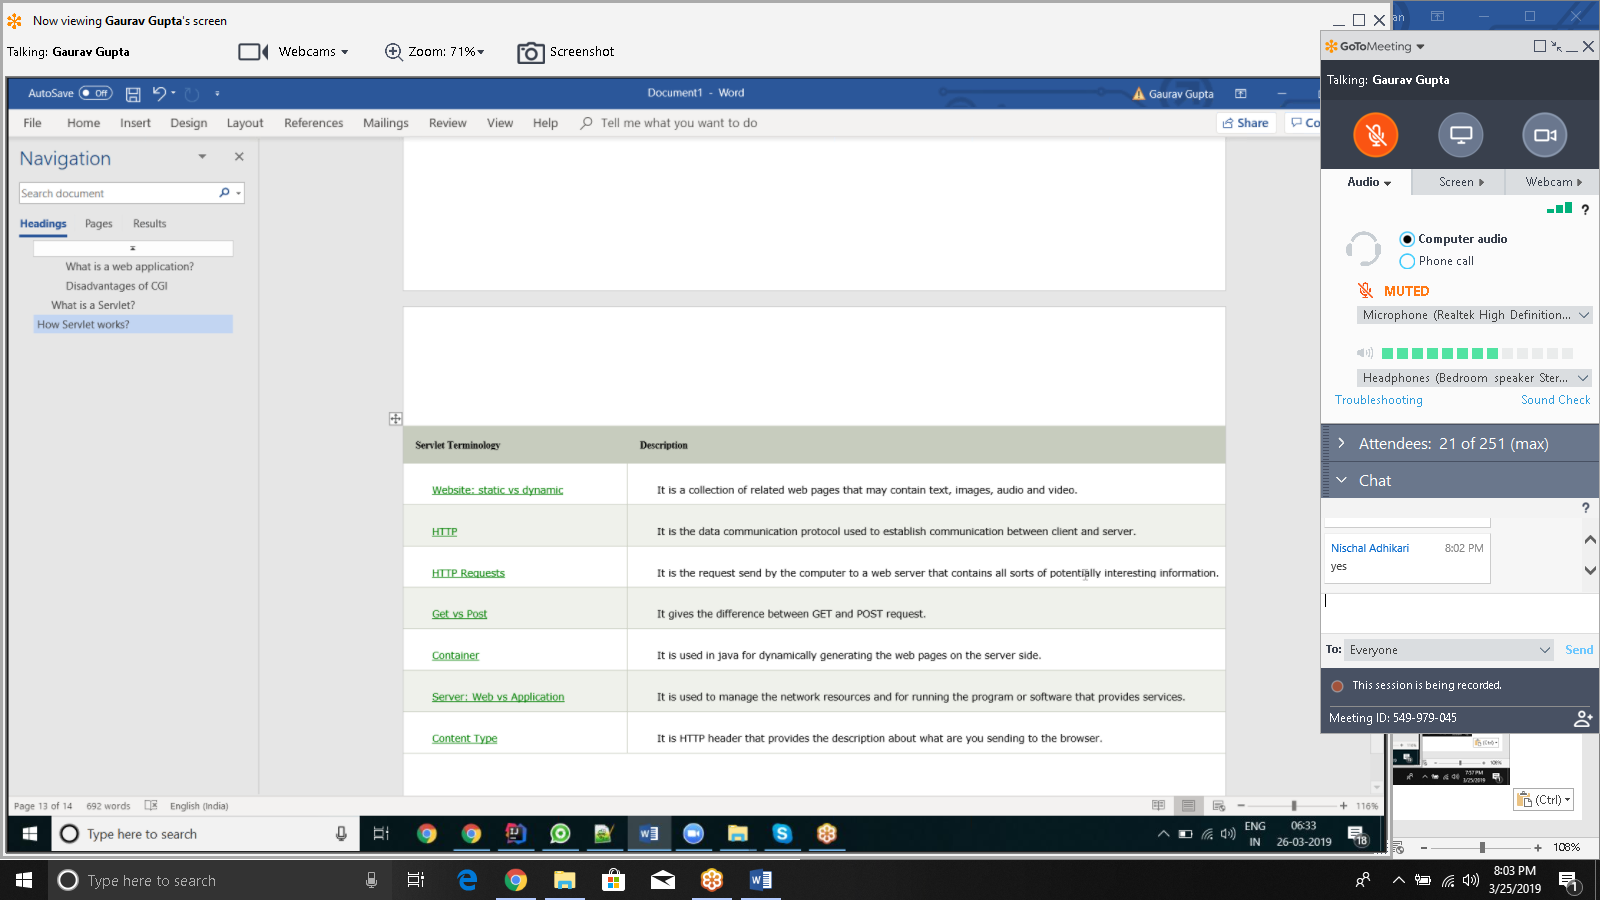 Now viewing Gaurav Gupta's screen
Talking: Gaurav Gupta
Webcams
Zoom: 71%
Screenshot
AutoSave Off
Document1 - Word
Gaurav Gupta
File Home Insert Design Layout References Mailings Review View Help Tell me what you want to do
Share
Co
Navigation
Search document
Headings Pages Results
What is a web application?
Disadvantages of CGI
What is a Servlet?
How Servlet works?
Servlet Terminology Description
Website: static vs dynamic It is a collection of related web pages that may contain text, images, audio and video.
HTTP It is the data communication protocol used to establish communication between client and server.
HTTP Requests It is the request send by the computer to a web server that contains all sorts of potentially interesting information.
Get vs Post It gives the difference between GET and POST request.
Container It is used in java for dynamically generating the web pages on the server side.
Server: Web vs Application It is used to manage the network resources and for running the program or software that provides services.
Content Type It is HTTP header that provides the description about what are you sending to the browser.
Page 13 of 14 692 words English (India)
116%
Type here to search
ENG
IN
06:33
26-03-2019
18
an
GoToMeeting
Talking: Gaurav Gupta
Audio Screen Webcam
?
Computer audio
Phone call
MUTED
Microphone (Realtek High Definition...
Headphones (Bedroom speaker Ster...
Troubleshooting Sound Check
Attendees: 21 of 251 (max)
Chat
?
Nischal Adhikari 8:02 PM
yes
To: Everyone Send
This session is being recorded.
Meeting ID: 549-979-045
(Ctrl)
7:57 PM
3/25/2019
(Ctrl)
108%
Type here to search
8:03 PM
3/25/2019
1